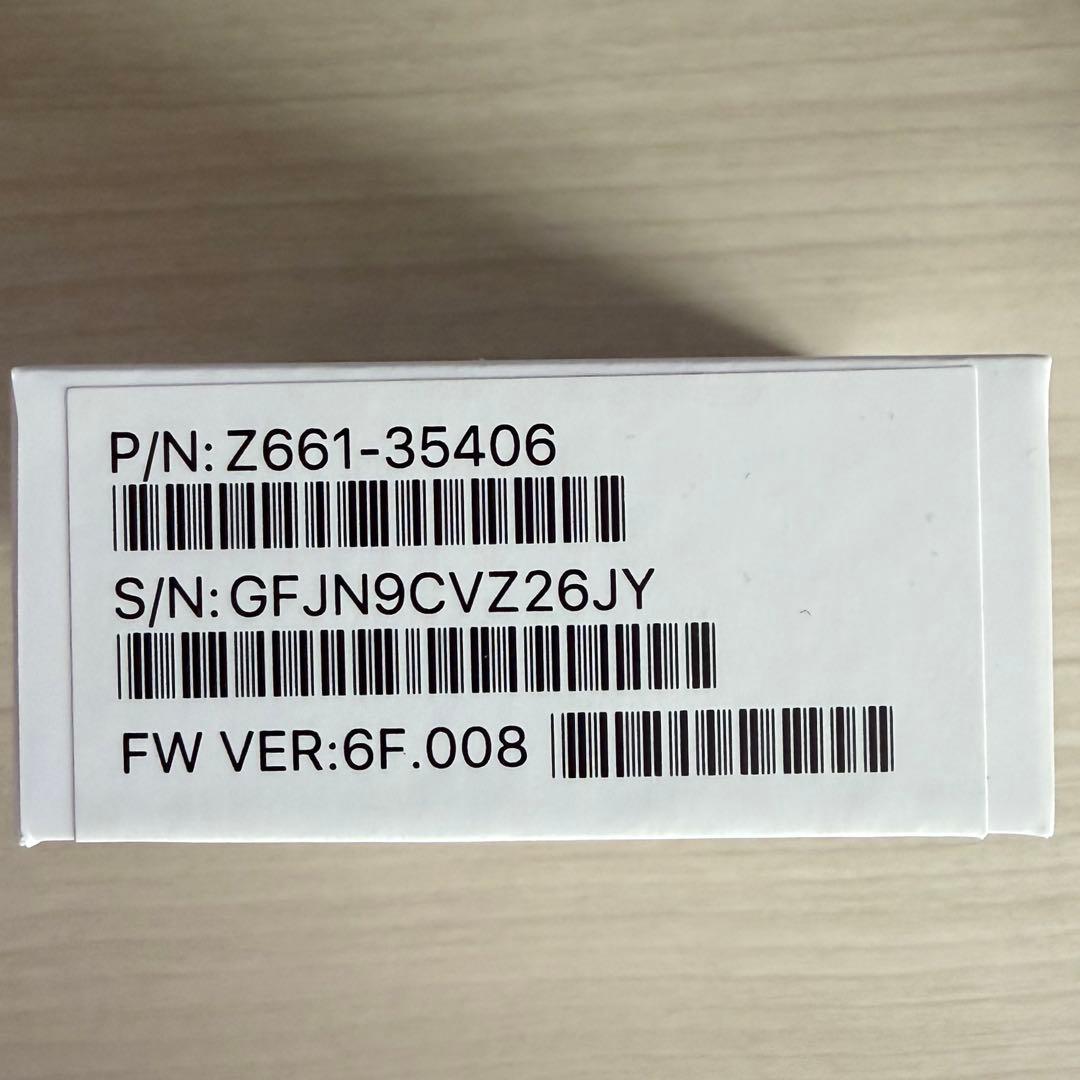 P/N: Z661-35406
S/N: GFJN9CVZ26JY
FW VER:6F.008